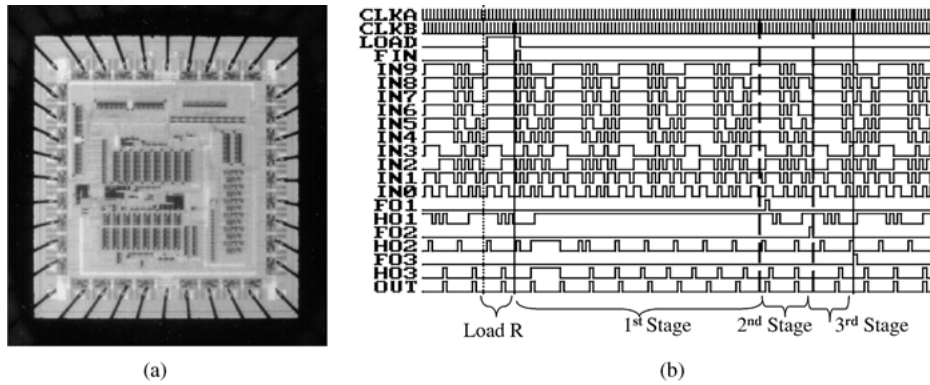 CLKA
CLKB
LOAD
FIN
IN9
IN8
IN7
IN6
IN5
IN4
IN3
IN2
IN1
IN0
FO1
HO1
FO2
HO2
FO3
HO3
OUT
Load R
1st Stage
2nd Stage
3rd Stage
(a)
(b)